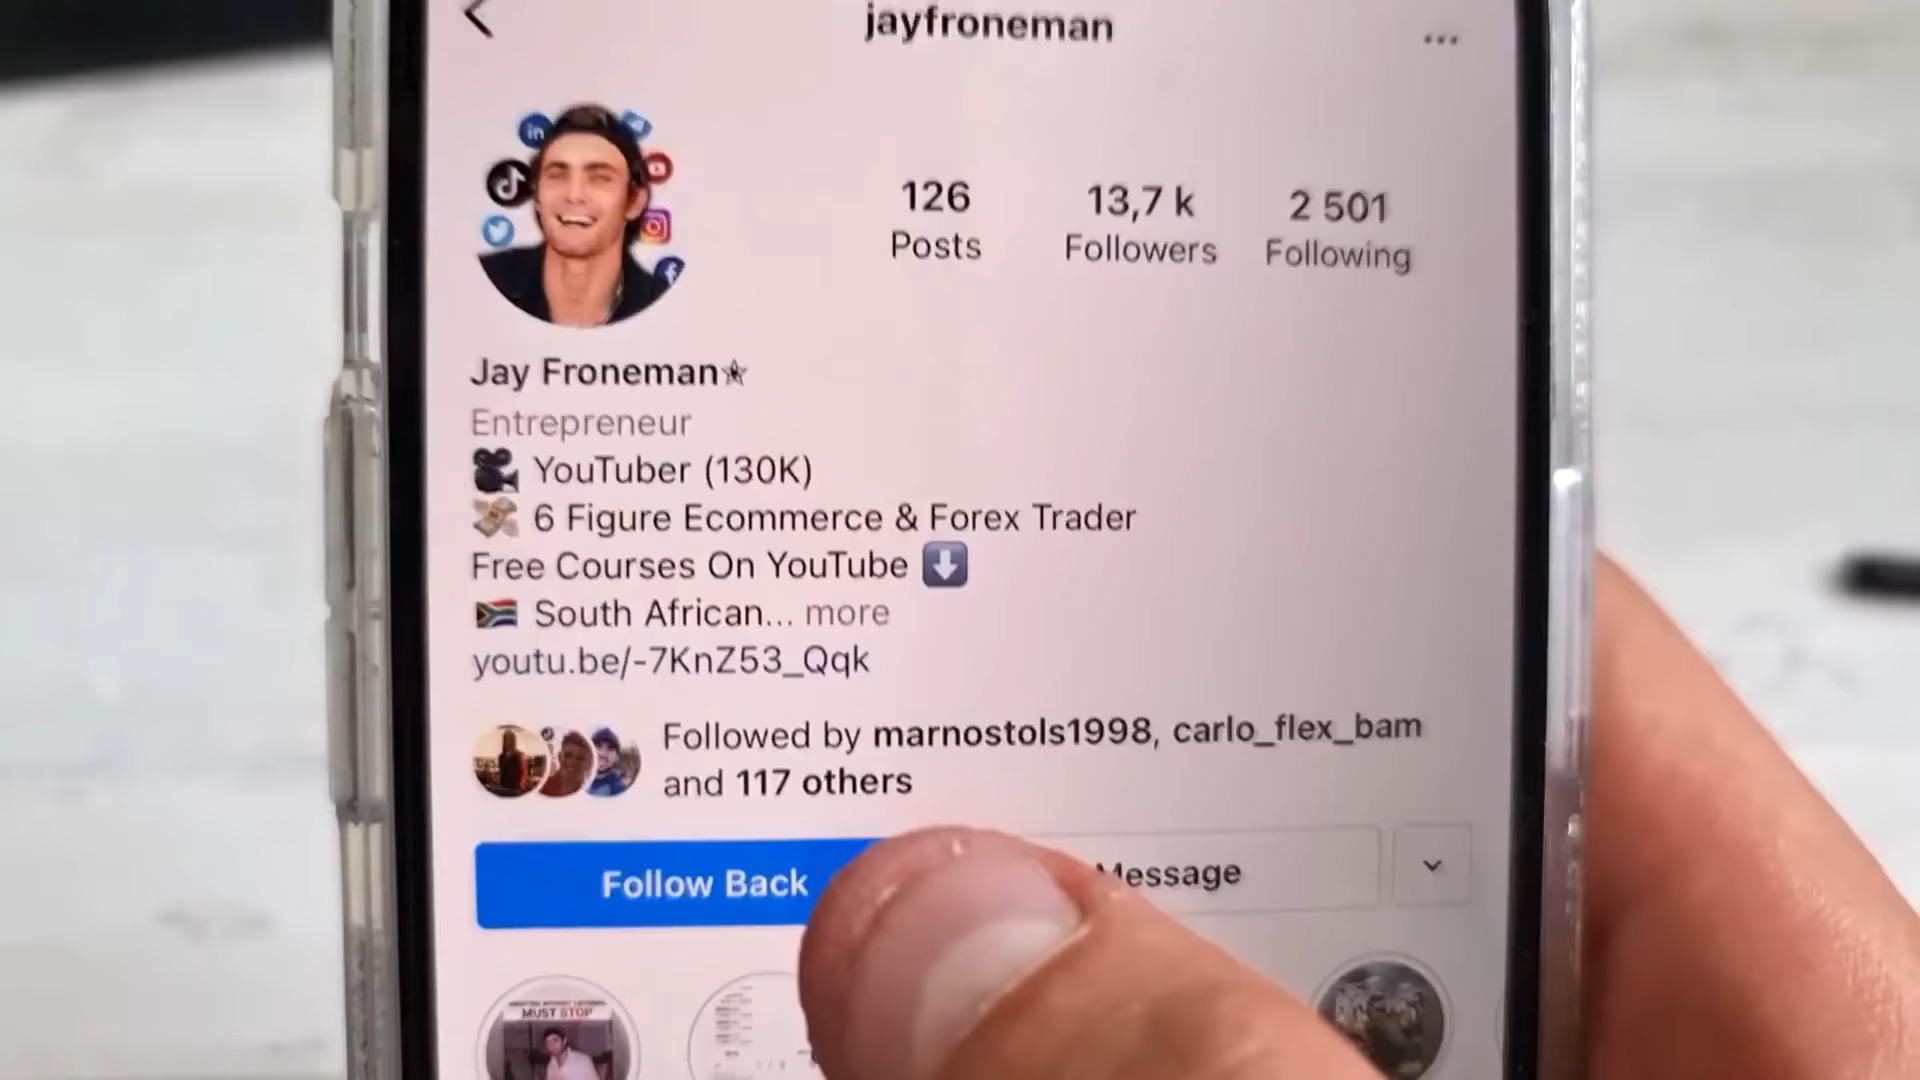 jayfroneman
126
Posts
13,7 k
Followers
2 501
Following
Jay Froneman
Entrepreneur
YouTuber (130K)
6 Figure Ecommerce & Forex Trader
Free Courses On YouTube
South African... more
youtu.be/-7KnZ53_Qqk
Followed by marnostols1998, carlo_flex_bam
and 117 others
Follow Back
Message
MUST STOP